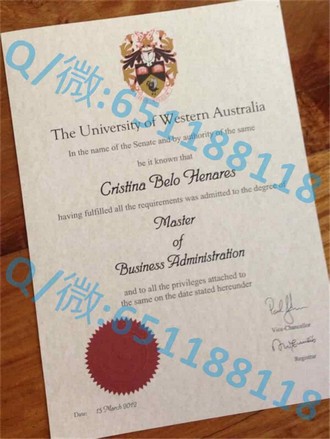 The University of Western Australia
In the name of the Senate and by authority of the same
be it known that
Cristina Belo Henares
having fulfilled all the requirements was admitted to the degree of
Master
of
Business Administration
and to all the privileges attached to
the same on the date stated hereunder
Vice-Chancellor
Registrar
Date: 13 March 2012
Q/微:651188118
Q/微:651188118